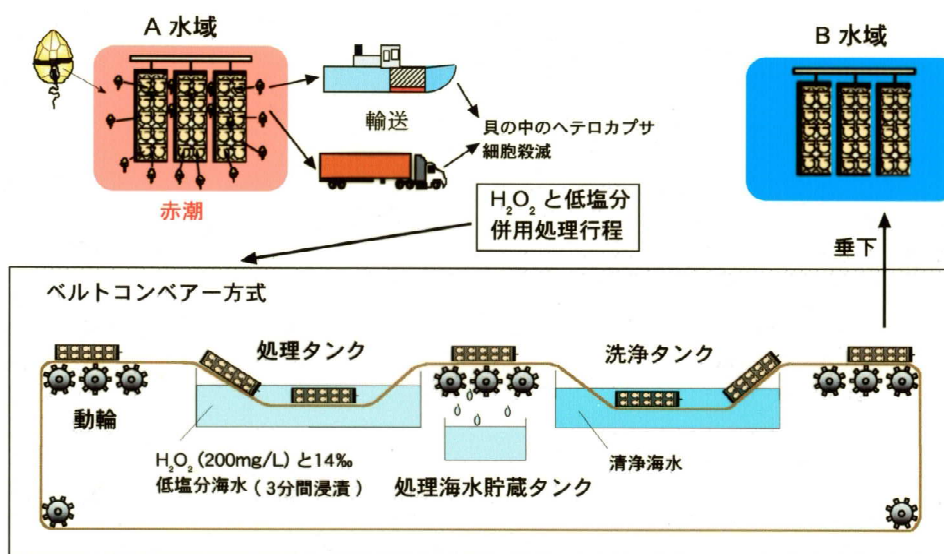 A 水域
B 水域
輸送
貝の中のヘテロカプサ
細胞殺滅
赤潮
H₂O₂ と低塩分
併用処理行程
垂下
ベルトコンベアー方式
処理タンク
洗浄タンク
動輪
H₂O₂ (200mg/L) と14‰
低塩分海水 ( 3分間浸漬 )
処理海水貯蔵タンク
清浄海水